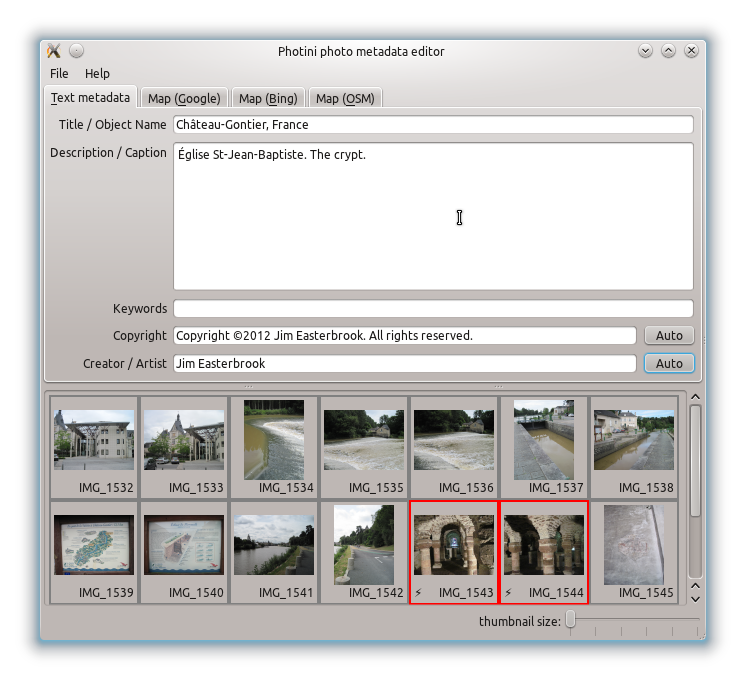 Photini photo metadata editor
File Help
Text metadata Map (Google) Map (Bing) Map (OSM)
Title / Object Name Château-Gontier, France
Description / Caption Église St-Jean-Baptiste. The crypt.
Keywords
Copyright Copyright ©2012 Jim Easterbrook. All rights reserved. Auto
Creator / Artist Jim Easterbrook Auto
IMG_1532 IMG_1533 IMG_1534 IMG_1535 IMG_1536 IMG_1537 IMG_1538
IMG_1539 IMG_1540 IMG_1541 IMG_1542 IMG_1543 IMG_1544 IMG_1545
thumbnail size: